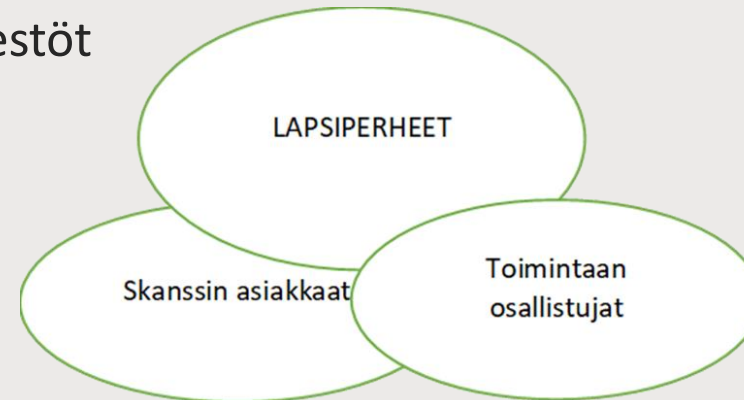 estöt
LAPSIPERHEET
Skanssin asiakkaat
Toimintaan
osallistujat